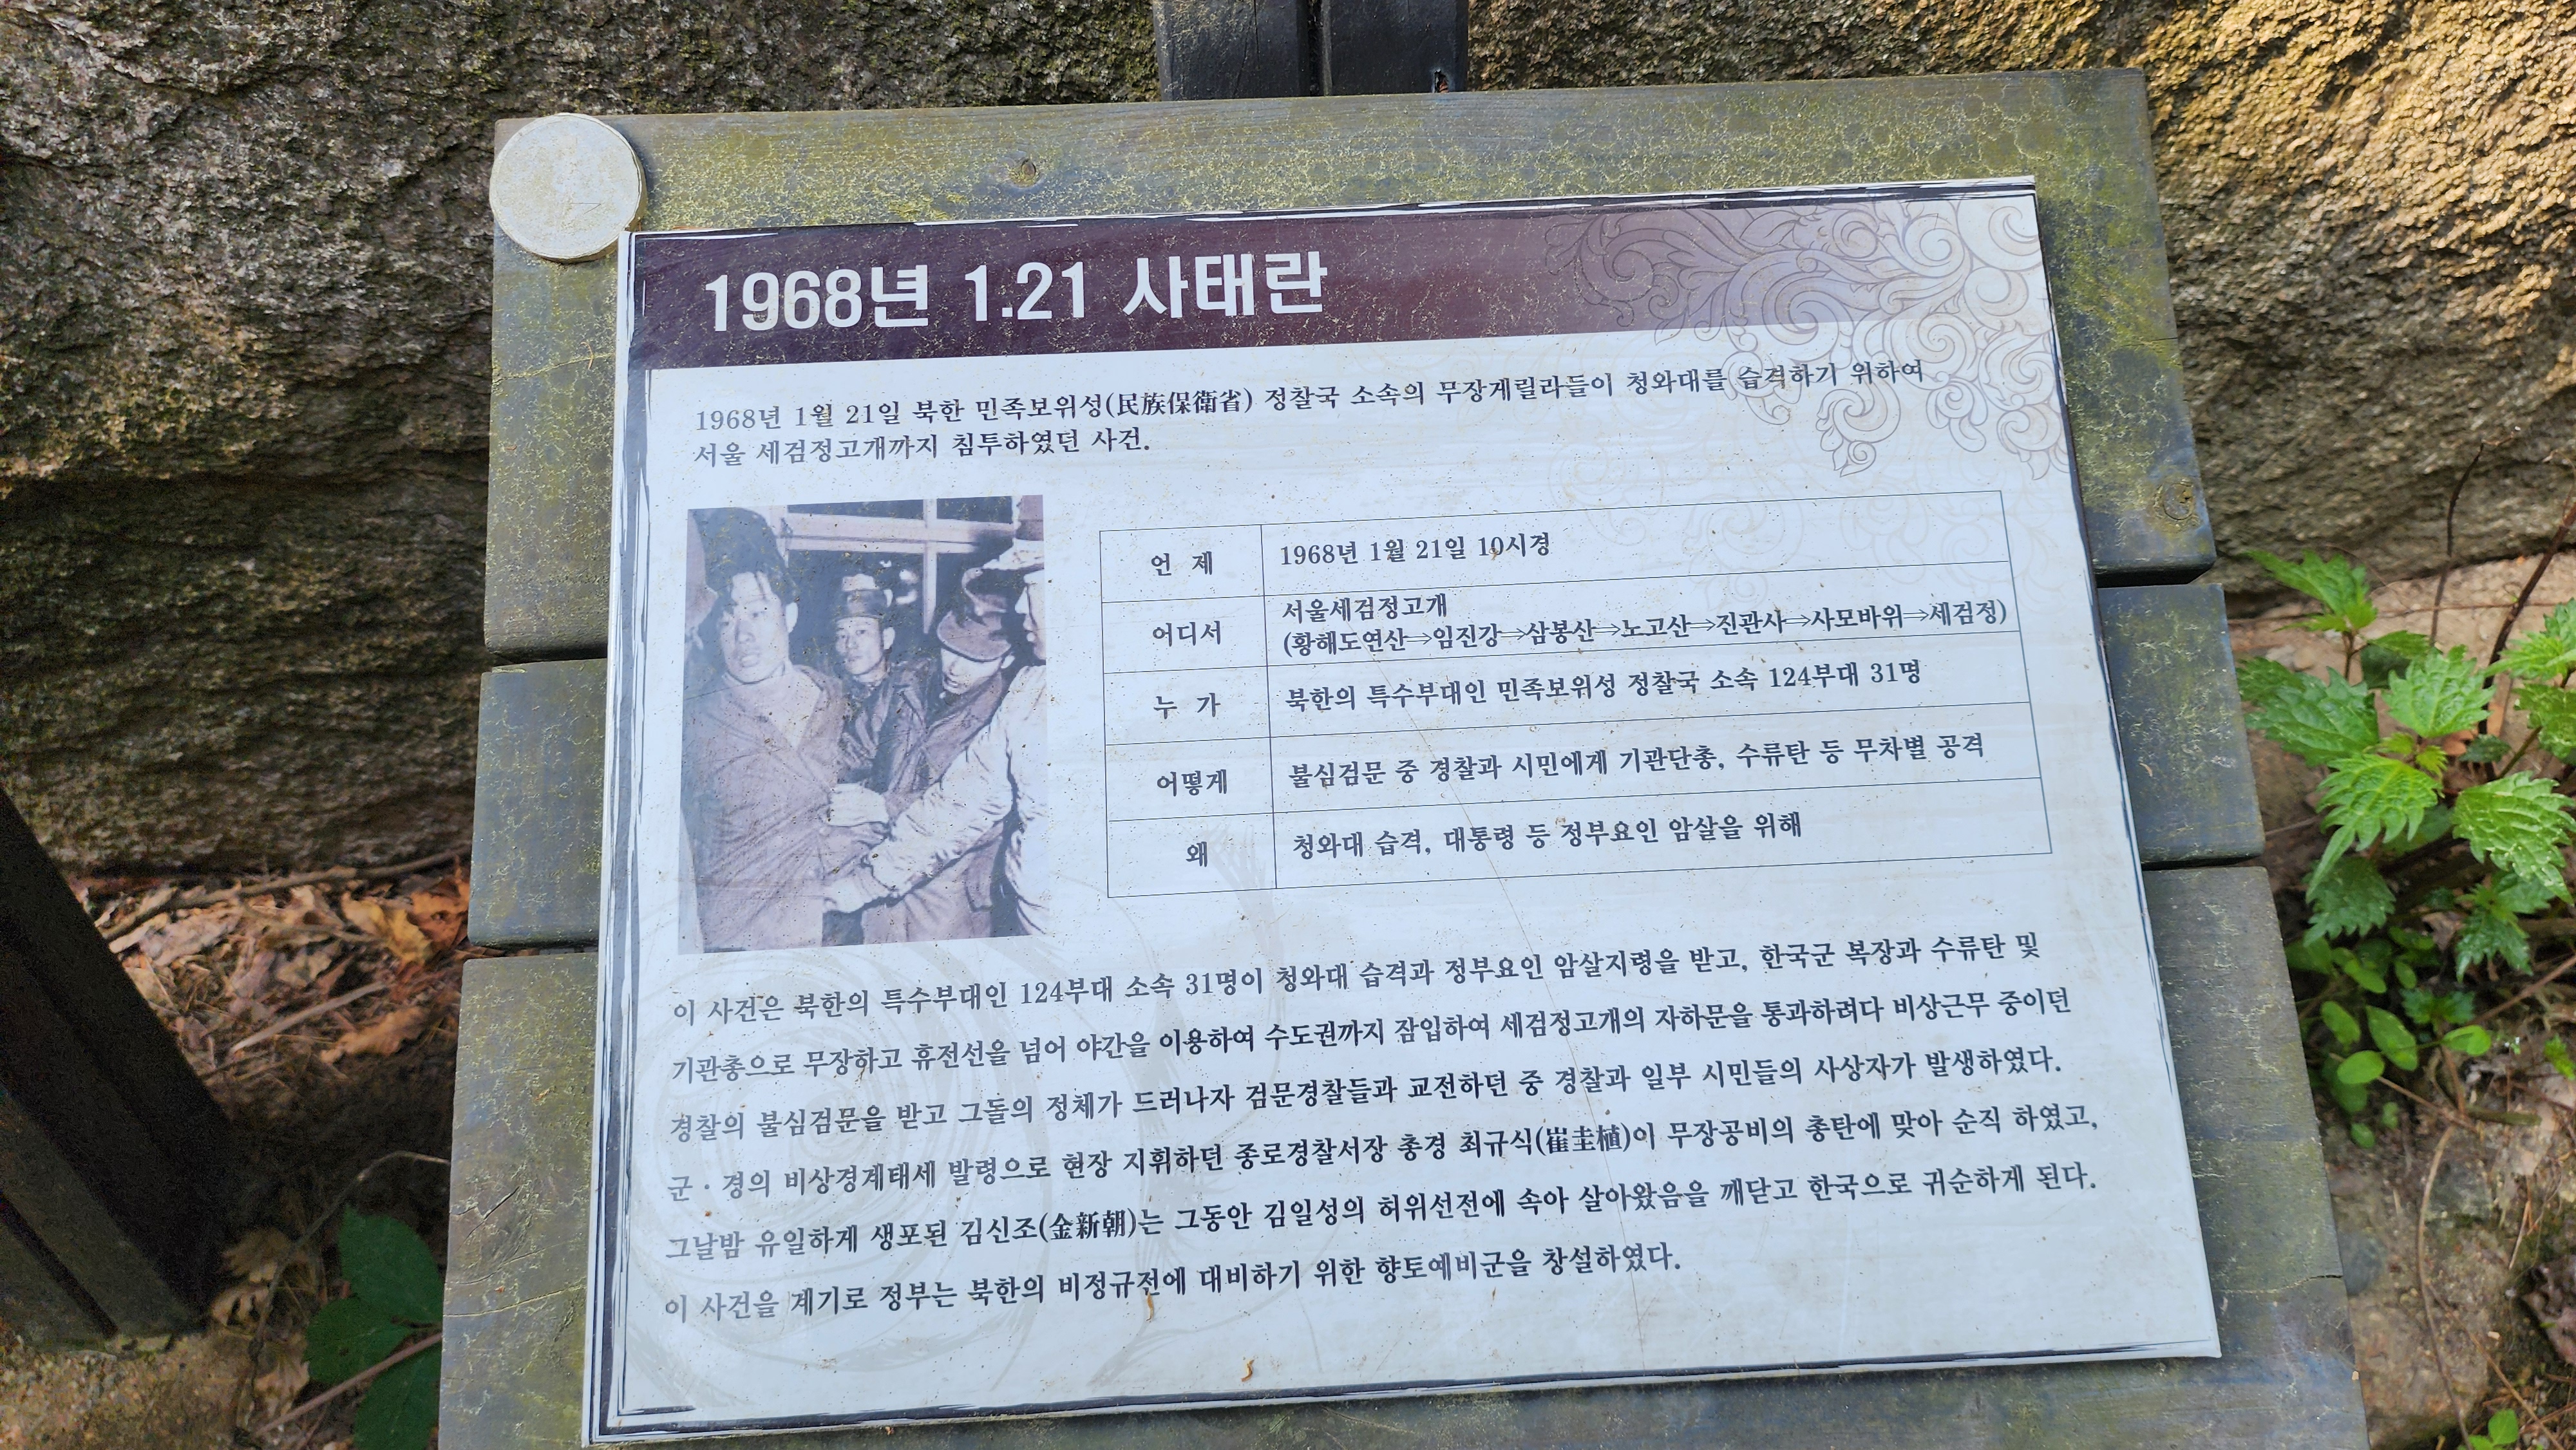 1968년 1.21 사태란
1968년 1월 21일 북한 민족보위성(民族保衛省) 정찰국 소속의 무장게릴라들이 청와대를 습격하기 위하여
서울 세검정고개까지 침투하였던 사건.
언 제 1968년 1월 21일 10시경
어디서 서울세검정고개
(황해도연산⇒임진강⇒삼봉산⇒노고산⇒진관사⇒사모바위⇒세검정)
누 가 북한의 특수부대인 민족보위성 정찰국 소속 124부대 31명
어떻게 불심검문 중 경찰과 시민에게 기관단총, 수류탄 등 무차별 공격
왜 청와대 습격, 대통령 등 정부요인 암살을 위해
이 사건은 북한의 특수부대인 124부대 소속 31명이 청와대 습격과 정부요인 암살지령을 받고, 한국군 복장과 수류탄 및
기관총으로 무장하고 휴전선을 넘어 야간을 이용하여 수도권까지 잠입하여 세검정고개의 자하문을 통과하려다 비상근무 중이던
경찰의 불심검문을 받고 그들의 정체가 드러나자 검문경찰들과 교전하던 중 경찰과 일부 시민들의 사상자가 발생하였다.
군·경의 비상경계태세 발령으로 현장 지휘하던 종로경찰서장 총경 최규식(崔圭植)이 무장공비의 총탄에 맞아 순직 하였고,
그날밤 유일하게 생포된 김신조(金新朝)는 그동안 김일성의 허위선전에 속아 살아왔음을 깨닫고 한국으로 귀순하게 된다.
이 사건을 계기로 정부는 북한의 비정규전에 대비하기 위한 향토예비군을 창설하였다.